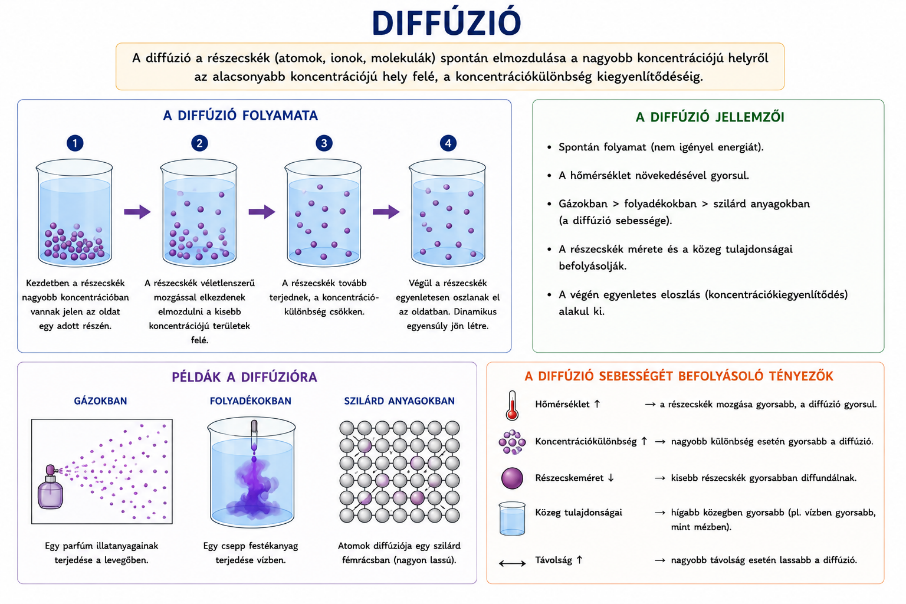 DIFFÚZIÓ
A diffúzió a részecskék (atomok, ionok, molekulák) spontán elmozdulása a nagyobb koncentrációjú helyről
az alacsonyabb koncentrációjú hely felé, a koncentrációkülönbség kiegyenlítődéséig.
A DIFFÚZIÓ FOLYAMATA
1
2
3
4
Kezdetben a részecskék
nagyobb koncentrációban
vannak jelen az oldat
egy adott részén.
A részecskék véletlenszerű
mozgással elkezdenek
elmozdulni a kisebb
koncentrációjú területek
felé.
A részecskék tovább
terjednek, a koncentráció-
különbség csökken.
Végül a részecskék
egyenletesen oszlanak el
az oldatban. Dinamikus
egyensúly jön létre.
A DIFFÚZIÓ JELLEMZŐI
• Spontán folyamat (nem igényel energiát).
• A hőmérséklet növekedésével gyorsul.
• Gázokban > folyadékokban > szilárd anyagokban
(a diffúzió sebessége).
• A részecskék mérete és a közeg tulajdonságai
befolyásolják.
• A végén egyenletes eloszlás (koncentrációkiegyenlítődés)
alakul ki.
PÉLDÁK A DIFFÚZIÓRA
GÁZOKBAN
FOLYADÉKOKBAN
SZILÁRD ANYAGOKBAN
Egy parfüm illatanyagainak
terjedése a levegőben.
Egy csepp festékanyag
terjedése vízben.
Atomok diffúziója egy szilárd
fémrácsban (nagyon lassú).
A DIFFÚZIÓ SEBESSÉGÉT BEFOLYÁSOLÓ TÉNYEZŐK
Hőmérséklet ↑ → a részecskék mozgása gyorsabb, a diffúzió gyorsul.
Koncentrációkülönbség ↑ → nagyobb különbség esetén gyorsabb a diffúzió.
Részecskeméret ↓ → kisebb részecskék gyorsabban diffundálnak.
Közeg tulajdonságai → hígabb közegben gyorsabb (pl. vízben gyorsabb,
mint mézben).
Távolság ↑ → nagyobb távolság esetén lassabb a diffúzió.